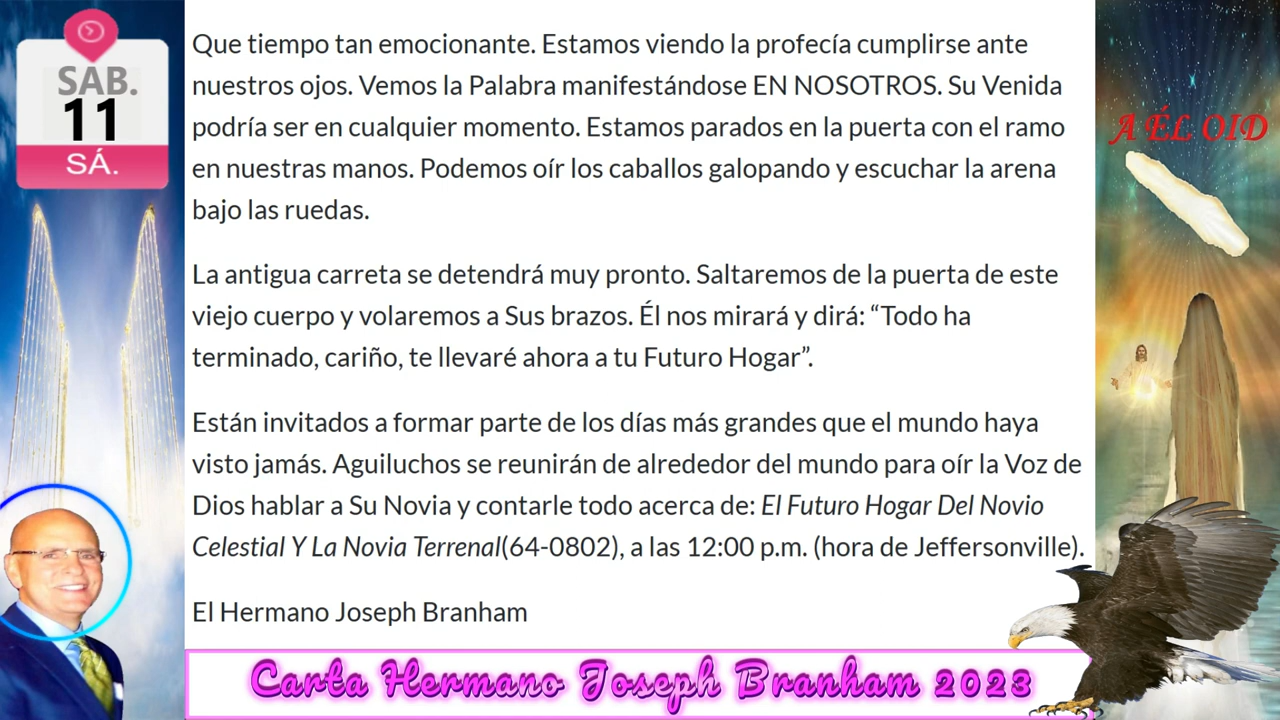 SAB.
11
SÁ.
Que tiempo tan emocionante. Estamos viendo la profecía cumplirse ante
nuestros ojos. Vemos la Palabra manifestándose EN NOSOTROS. Su Venida
podría ser en cualquier momento. Estamos parados en la puerta con el ramo
en nuestras manos. Podemos oír los caballos galopando y escuchar la arena
bajo las ruedas.
La antigua carreta se detendrá muy pronto. Saltaremos de la puerta de este
viejo cuerpo y volaremos a Sus brazos. Él nos mirará y dirá: “Todo ha
terminado, cariño, te llevaré ahora a tu Futuro Hogar”.
Están invitados a formar parte de los días más grandes que el mundo haya
visto jamás. Aguiluchos se reunirán de alrededor del mundo para oír la Voz de
Dios hablar a Su Novia y contarle todo acerca de: El Futuro Hogar Del Novio
Celestial Y La Novia Terrenal(64-0802), a las 12:00 p.m. (hora de Jeffersonville).
El Hermano Joseph Branham
A ÉL OID
Carta Hermano Joseph Branham 2023